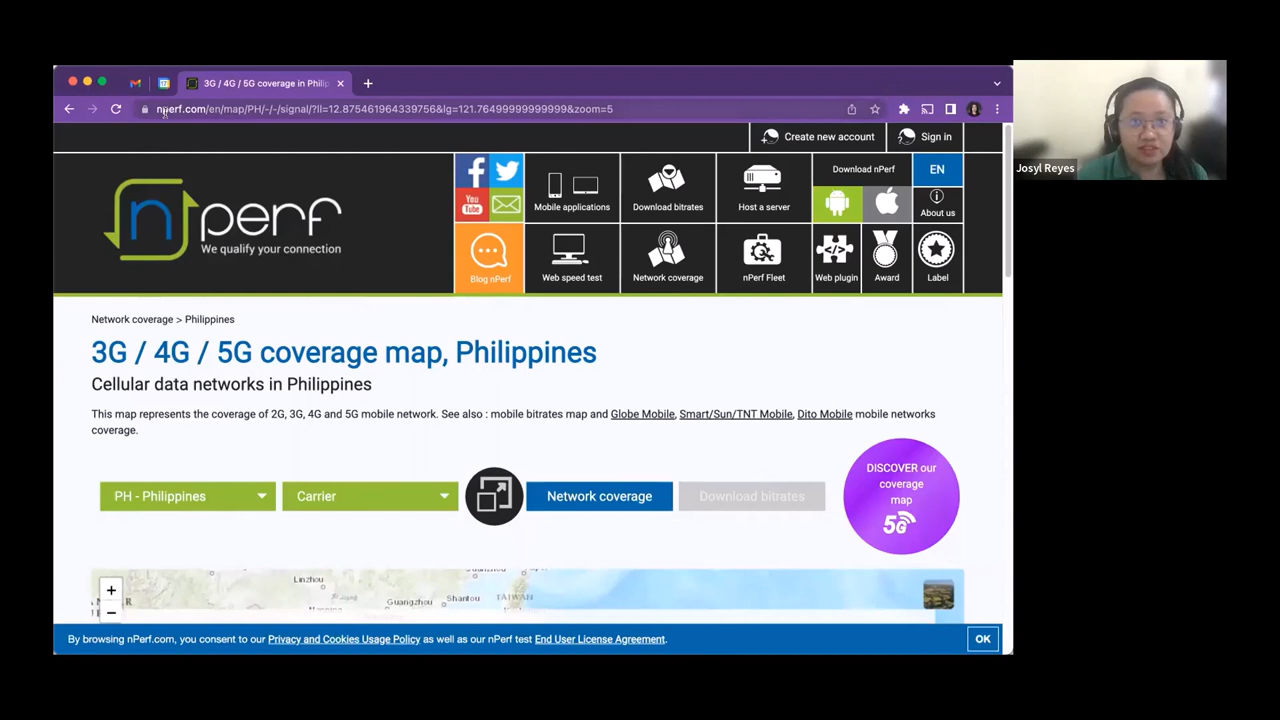 3G / 4G / 5G coverage in Philip
nperf.com/en/map/PH/-/-/signal/?ll=12.875461964339756&lg=121.76499999999999&zoom=5
Create new account
Sign in
nperf
We qualify your connection
You
Tube
Blog nPerf
Mobile applications
Download bitrates
Host a server
Download nPerf
EN
About us
Web speed test
Network coverage
nPerf Fleet
Web plugin
Award
Label
Network coverage > Philippines
3G / 4G / 5G coverage map, Philippines
Cellular data networks in Philippines
This map represents the coverage of 2G, 3G, 4G and 5G mobile network. See also : mobile bitrates map and Globe Mobile, Smart/Sun/TNT Mobile, Dito Mobile mobile networks
coverage.
PH - Philippines
Carrier
Network coverage
Download bitrates
DISCOVER our
coverage
map
5G
+
−
Linzhou
Guangzhou
Shantou
TAIWAN
By browsing nPerf.com, you consent to our Privacy and Cookies Usage Policy as well as our nPerf test End User License Agreement.
OK
Josyl Reyes